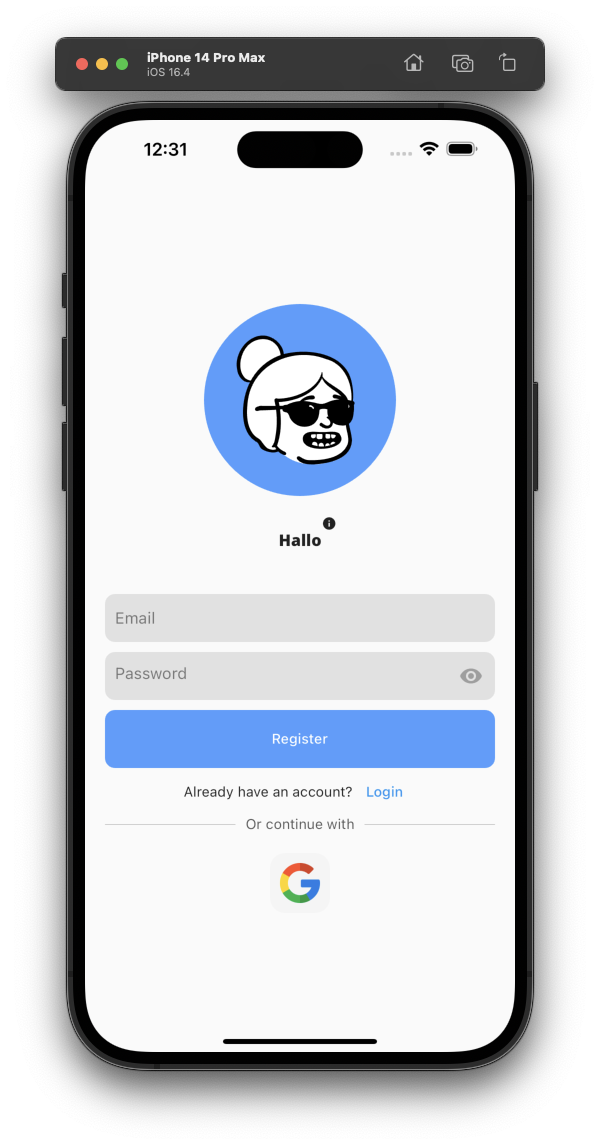 iPhone 14 Pro Max
iOS 16.4
12:31
Hallo
Email
Password
Register
Already have an account? Login
Or continue with